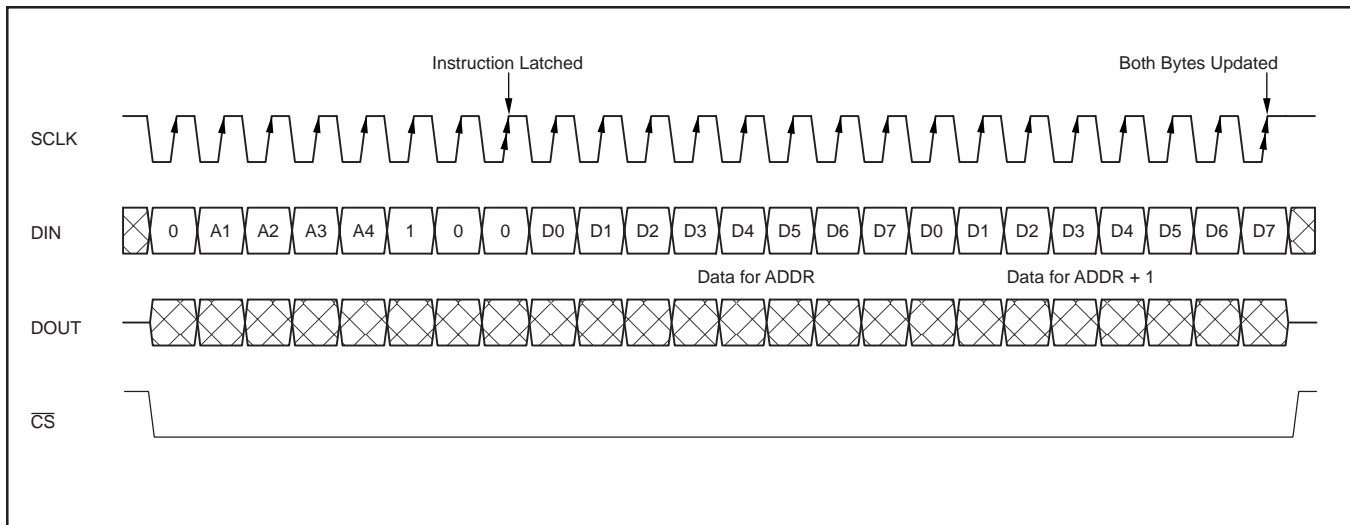 Instruction Latched Both Bytes Updated
SCLK
DIN 0 A1 A2 A3 A4 1 0 0 D0 D1 D2 D3 D4 D5 D6 D7 D0 D1 D2 D3 D4 D5 D6 D7
Data for ADDR Data for ADDR + 1
DOUT
C̅S̅